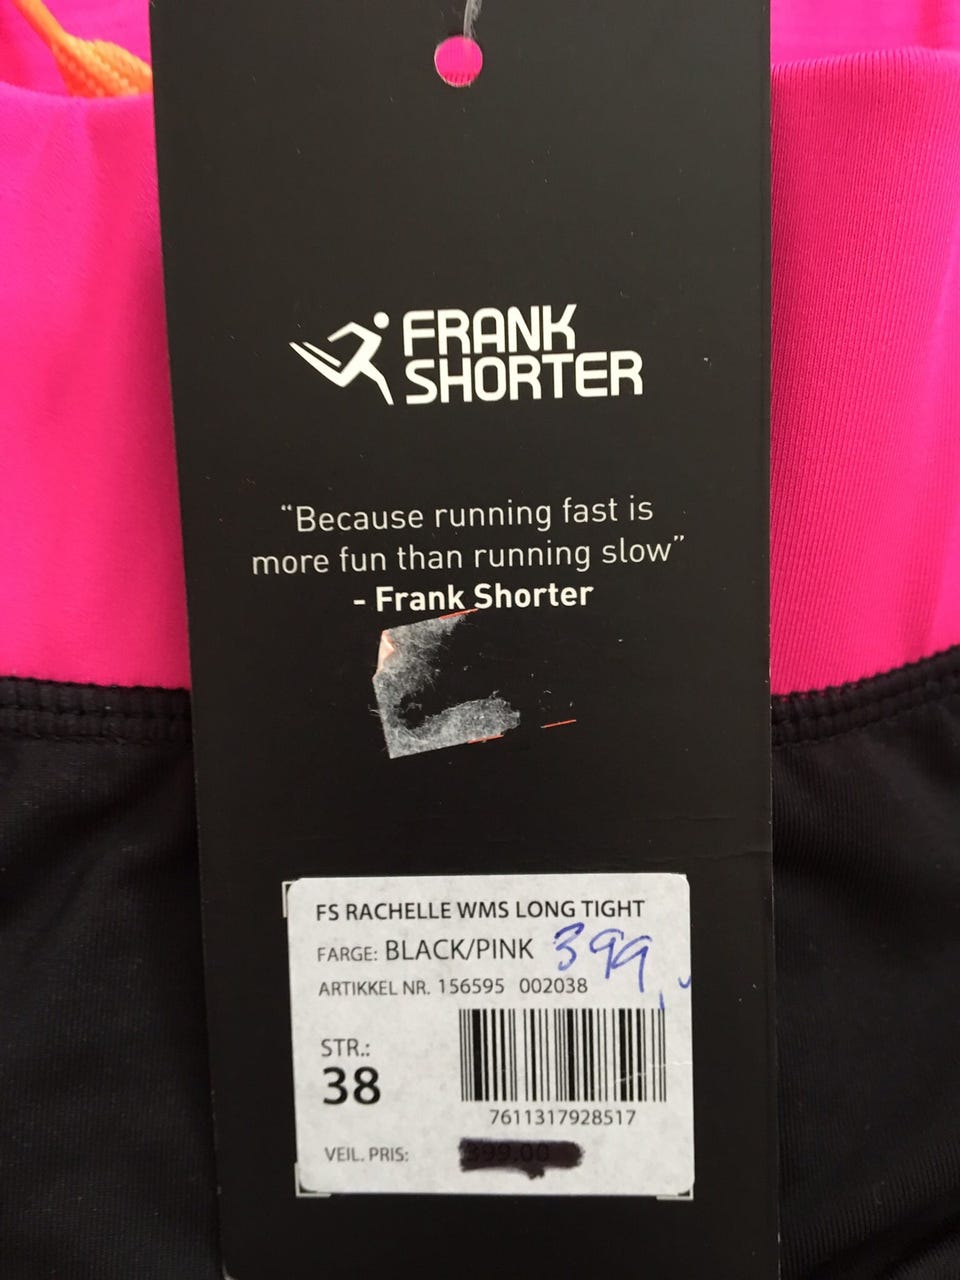 FRANK
SHORTER
“Because running fast is
more fun than running slow”
- Frank Shorter
FS RACHELLE WMS LONG TIGHT
FARGE: BLACK/PINK 399,-
ARTIKKEL NR. 156595 002038
STR.:
38
7611317928517
VEIL. PRIS: